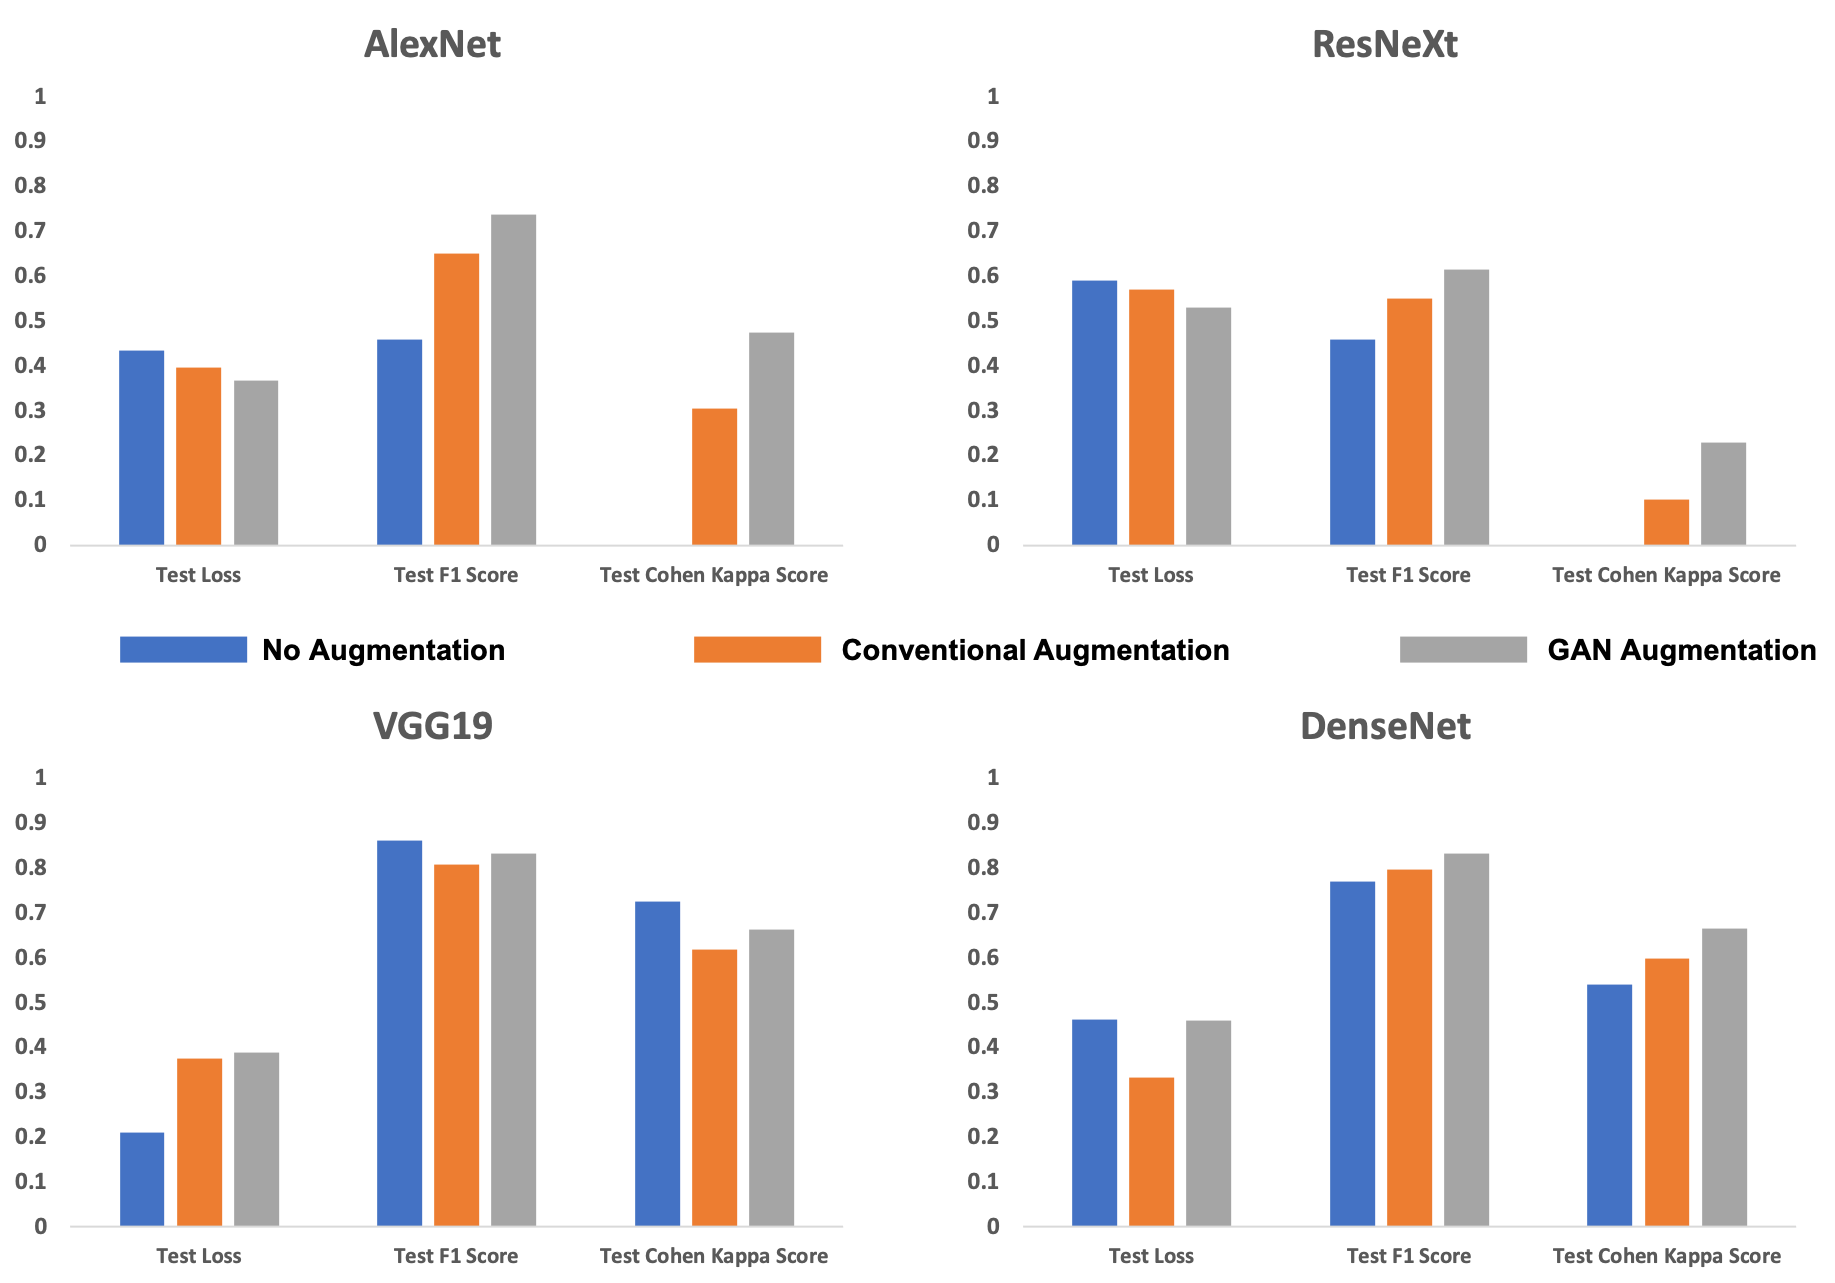 AlexNet
1
0.9
0.8
0.7
0.6
0.5
0.4
0.3
0.2
0.1
0
Test Loss
Test F1 Score
Test Cohen Kappa Score
ResNeXt
1
0.9
0.8
0.7
0.6
0.5
0.4
0.3
0.2
0.1
0
Test Loss
Test F1 Score
Test Cohen Kappa Score
No Augmentation
Conventional Augmentation
GAN Augmentation
VGG19
1
0.9
0.8
0.7
0.6
0.5
0.4
0.3
0.2
0.1
0
Test Loss
Test F1 Score
Test Cohen Kappa Score
DenseNet
1
0.9
0.8
0.7
0.6
0.5
0.4
0.3
0.2
0.1
0
Test Loss
Test F1 Score
Test Cohen Kappa Score